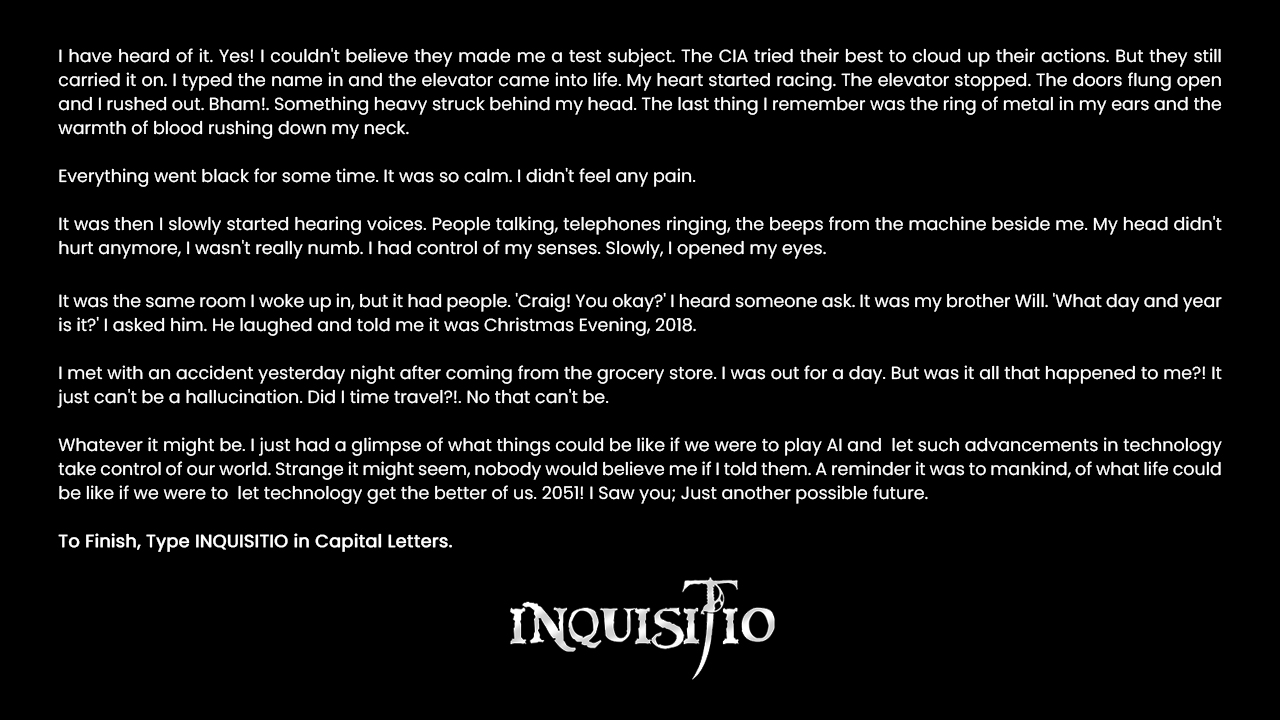 I have heard of it. Yes! I couldn't believe they made me a test subject. The CIA tried their best to cloud up their actions. But they still
carried it on. I typed the name in and the elevator came into life. My heart started racing. The elevator stopped. The doors flung open
and I rushed out. Bham!. Something heavy struck behind my head. The last thing I remember was the ring of metal in my ears and the
warmth of blood rushing down my neck.
Everything went black for some time. It was so calm. I didn't feel any pain.
It was then I slowly started hearing voices. People talking, telephones ringing, the beeps from the machine beside me. My head didn't
hurt anymore, I wasn't really numb. I had control of my senses. Slowly, I opened my eyes.
It was the same room I woke up in, but it had people. 'Craig! You okay?' I heard someone ask. It was my brother Will. 'What day and year
is it?' I asked him. He laughed and told me it was Christmas Evening, 2018.
I met with an accident yesterday night after coming from the grocery store. I was out for a day. But was it all that happened to me?! It
just can't be a hallucination. Did I time travel?!. No that can't be.
Whatever it might be. I just had a glimpse of what things could be like if we were to play AI and  let such advancements in technology
take control of our world. Strange it might seem, nobody would believe me if I told them. A reminder it was to mankind, of what life could
be like if we were to  let technology get the better of us. 2051! I Saw you; Just another possible future.
To Finish, Type INQUISITIO in Capital Letters.
INQUISITIO